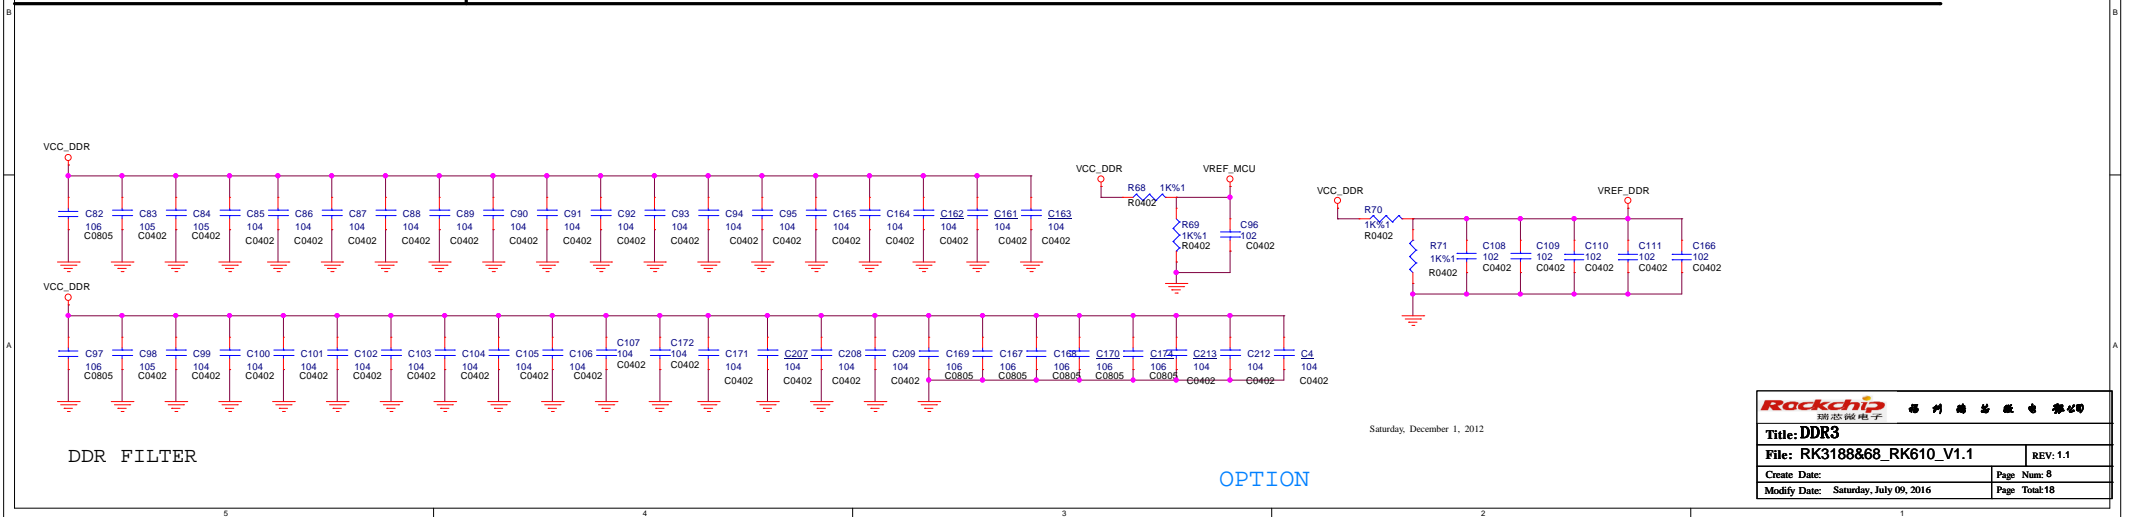 B
B
VCC_DDR
C82 C83 C84 C85 C86 C87 C88 C89 C90 C91 C92 C93 C94 C95 C165 C164 C162 C161 C163
106 105 105 104 104 104 104 104 104 104 104 104 104 104 104 104 104 104 104
C0805 C0402 C0402 C0402 C0402 C0402 C0402 C0402 C0402 C0402 C0402 C0402 C0402 C0402 C0402 C0402 C0402 C0402 C0402
VCC_DDR VREF_MCU
R68 1K%1
R0402
R69
1K%1
R0402
C96
102
C0402
VCC_DDR VREF_DDR
R70
1K%1
R0402
R71 C108 C109 C110 C111 C166
1K%1 102 102 102 102 102
R0402 C0402 C0402 C0402 C0402 C0402
VCC_DDR
C97 C98 C99 C100 C101 C102 C103 C104 C105 C106 C107 C172 C171 C207 C208 C209 C169 C167 C168 C170 C174 C213 C212 C4
106 105 104 104 104 104 104 104 104 104 104 104 104 104 104 104 106 106 106 106 106 104 104 104
C0805 C0402 C0402 C0402 C0402 C0402 C0402 C0402 C0402 C0402 C0402 C0402 C0402 C0402 C0402 C0402 C0805 C0805 C0805 C0805 C0805 C0402 C0402 C0402
A
A
DDR FILTER
Saturday, December 1, 2012
OPTION
Rockchip
瑞芯微电子
Title: DDR3
File: RK3188&68_RK610_V1.1 REV: 1.1
Create Date: Page Num: 8
Modify Date: Saturday, July 09, 2016 Page Total: 18
5 4 3 2 1